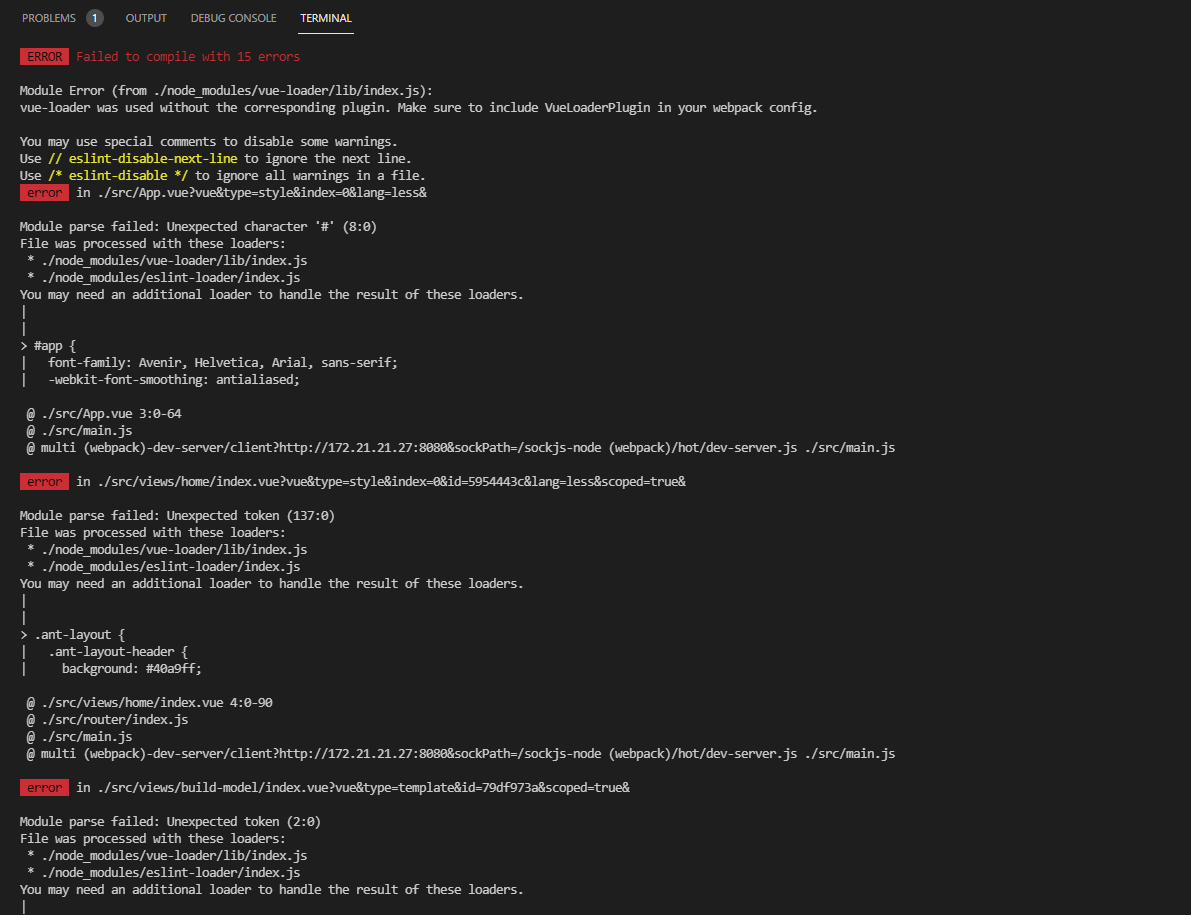 PROBLEMS 1 OUTPUT DEBUG CONSOLE TERMINAL
ERROR Failed to compile with 15 errors
Module Error (from ./node_modules/vue-loader/lib/index.js):
vue-loader was used without the corresponding plugin. Make sure to include VueLoaderPlugin in your webpack config.
You may use special comments to disable some warnings.
Use // eslint-disable-next-line to ignore the next line.
Use /* eslint-disable */ to ignore all warnings in a file.
error in ./src/App.vue?vue&type=style&index=0&lang=less&
Module parse failed: Unexpected character '#' (8:0)
File was processed with these loaders:
* ./node_modules/vue-loader/lib/index.js
* ./node_modules/eslint-loader/index.js
You may need an additional loader to handle the result of these loaders.
|
|
> #app {
|   font-family: Avenir, Helvetica, Arial, sans-serif;
|   -webkit-font-smoothing: antialiased;
@ ./src/App.vue 3:0-64
@ ./src/main.js
@ multi (webpack)-dev-server/client?http://172.21.21.27:8080&sockPath=/sockjs-node (webpack)/hot/dev-server.js ./src/main.js
error in ./src/views/home/index.vue?vue&type=style&index=0&id=5954443c&lang=less&scoped=true&
Module parse failed: Unexpected token (137:0)
File was processed with these loaders:
* ./node_modules/vue-loader/lib/index.js
* ./node_modules/eslint-loader/index.js
You may need an additional loader to handle the result of these loaders.
|
|
> .ant-layout {
|   .ant-layout-header {
|     background: #40a9ff;
@ ./src/views/home/index.vue 4:0-90
@ ./src/router/index.js
@ ./src/main.js
@ multi (webpack)-dev-server/client?http://172.21.21.27:8080&sockPath=/sockjs-node (webpack)/hot/dev-server.js ./src/main.js
error in ./src/views/build-model/index.vue?vue&type=template&id=79df973a&scoped=true&
Module parse failed: Unexpected token (2:0)
File was processed with these loaders:
* ./node_modules/vue-loader/lib/index.js
* ./node_modules/eslint-loader/index.js
You may need an additional loader to handle the result of these loaders.
|